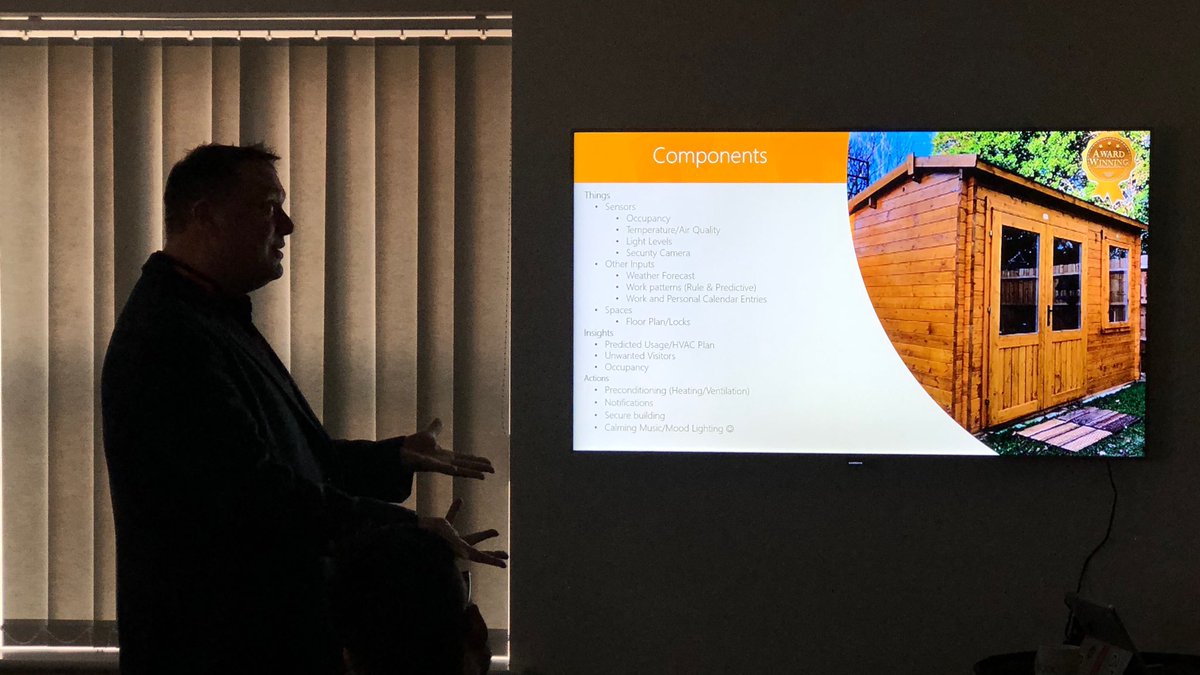 Components
AWARD
WINNING
Things
• Sensors
• Occupancy
• Temperature/Air Quality
• Light Levels
• Security Camera
• Other Inputs
• Weather Forecast
• Work patterns (Rule & Predictive)
• Work and Personal Calendar Entries
• Spaces
• Floor Plan/Locks
Insights
• Predicted Usage/HVAC Plan
• Unwanted Visitors
• Occupancy
Actions
• Preconditioning (Heating/Ventilation)
• Notifications
• Secure building
• Calming Music/Mood Lighting ☺
SAMSUNG